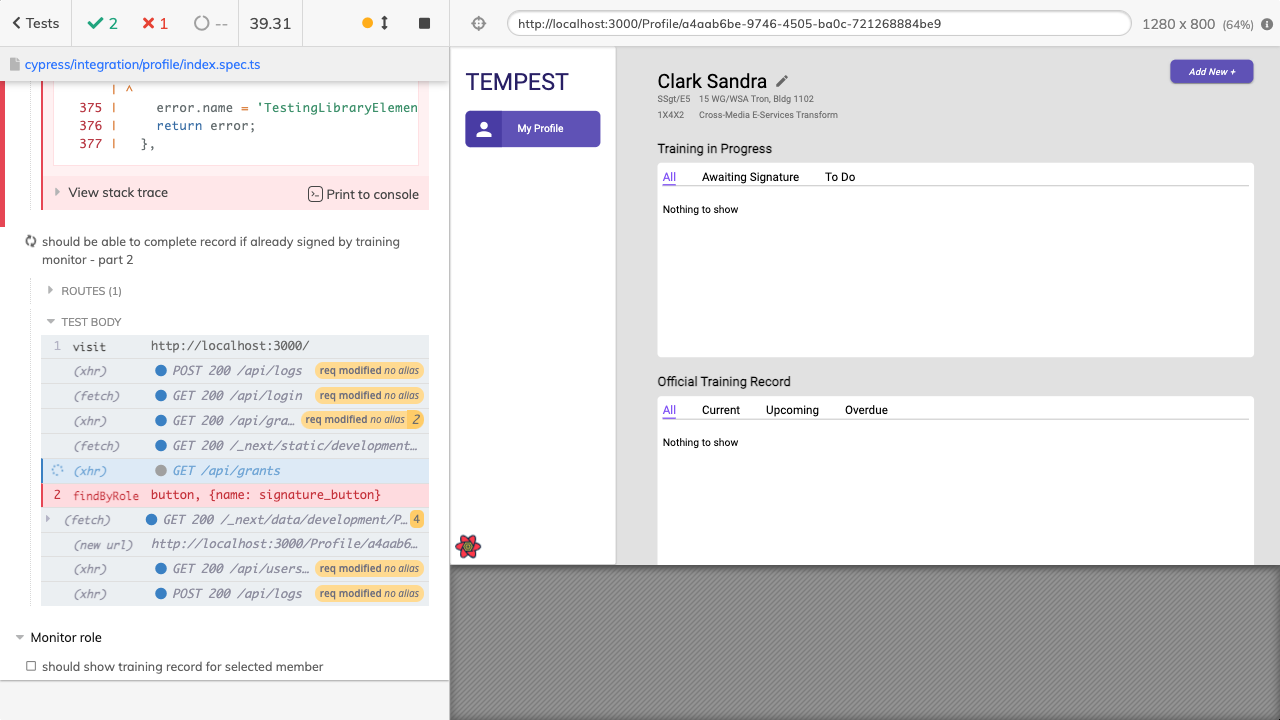 Tests
2
1
--
39.31
http://localhost:3000/Profile/a4aab6be-9746-4505-ba0c-721268884be9
1280 x 800 (64%)
cypress/integration/profile/index.spec.ts
| ^
375 | error.name = 'TestingLibraryElemen
376 | return error;
377 | },
View stack trace
Print to console
should be able to complete record if already signed by training
monitor - part 2
ROUTES (1)
TEST BODY
1 visit http://localhost:3000/
(xhr) POST 200 /api/logs req modified no alias
(fetch) GET 200 /api/login req modified no alias
(xhr) GET 200 /api/gra... req modified no alias 2
(fetch) GET 200 /_next/static/development...
(xhr) GET /api/grants
2 findByRole button, {name: signature_button}
(fetch) GET 200 /_next/data/development/P... 4
(new url) http://localhost:3000/Profile/a4aab6...
(xhr) GET 200 /api/users... req modified no alias
(xhr) POST 200 /api/logs req modified no alias
Monitor role
should show training record for selected member
TEMPEST
My Profile
Clark Sandra
Add New +
SSgt/E5 15 WG/WSA Tron, Bldg 1102
1X4X2 Cross-Media E-Services Transform
Training in Progress
All Awaiting Signature To Do
Nothing to show
Official Training Record
All Current Upcoming Overdue
Nothing to show